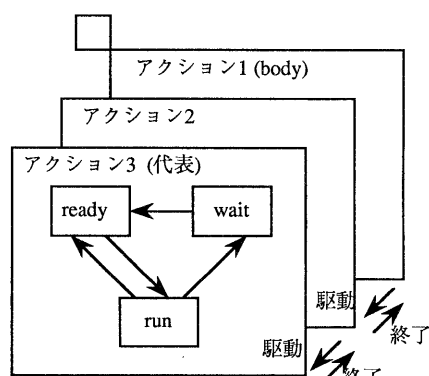 アクション1 (body)
アクション2
アクション3 (代表)
ready
wait
run
駆動
終了
駆動
終了